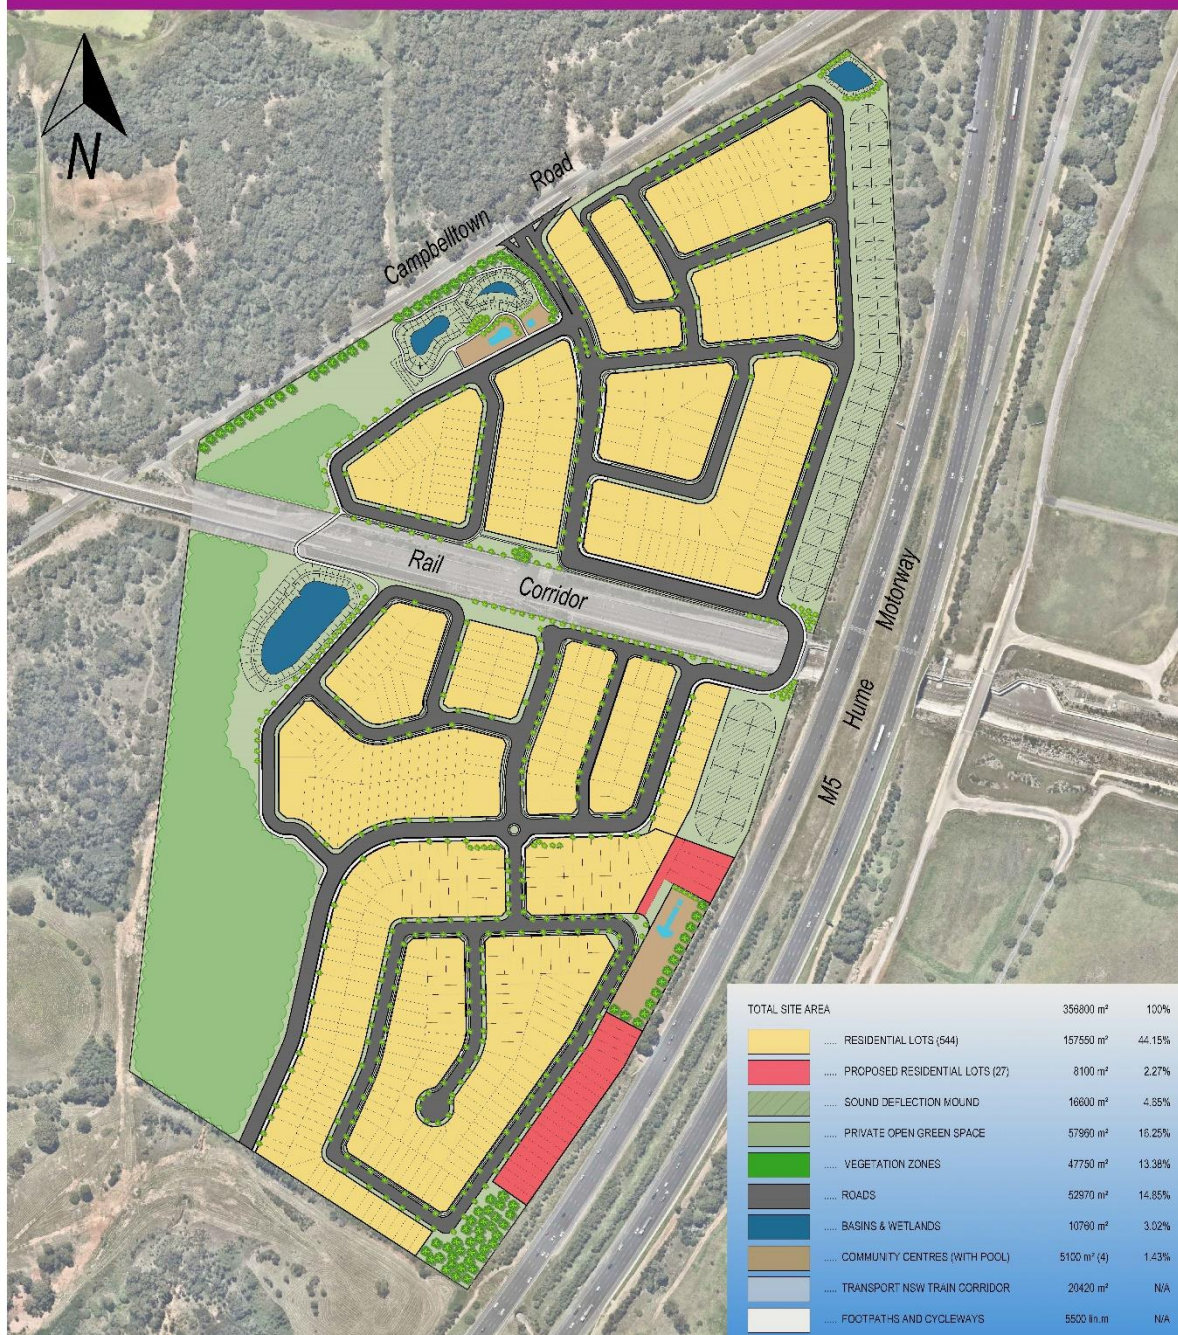 N
Campbelltown Road
Rail Corridor
M5 Hume Motorway
TOTAL SITE AREA 356800 m² 100%
..... RESIDENTIAL LOTS (544) 157550 m² 44.15%
..... PROPOSED RESIDENTIAL LOTS (27) 8100 m² 2.27%
..... SOUND DEFLECTION MOUND 16600 m² 4.65%
..... PRIVATE OPEN GREEN SPACE 57960 m² 16.25%
..... VEGETATION ZONES 47750 m² 13.38%
..... ROADS 52970 m² 14.85%
..... BASINS & WETLANDS 10760 m² 3.02%
..... COMMUNITY CENTRES (WITH POOL) 5100 m² (4) 1.43%
..... TRANSPORT NSW TRAIN CORRIDOR 20420 m² N/A
..... FOOTPATHS AND CYCLEWAYS 5500 lin.m N/A